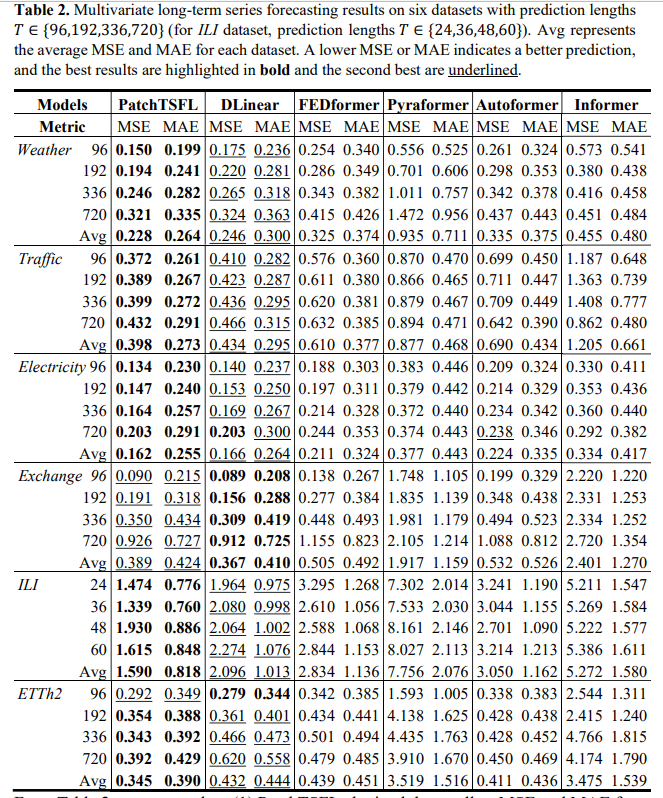 Table 2. Multivariate long-term series forecasting results on six datasets with prediction lengths
T ∈ {96,192,336,720} (for ILI dataset, prediction lengths T ∈ {24,36,48,60}). Avg represents
the average MSE and MAE for each dataset. A lower MSE or MAE indicates a better prediction,
and the best results are highlighted in bold and the second best are underlined.
Models PatchTSFL DLinear FEDformer Pyraformer Autoformer Informer
Metric MSE MAE MSE MAE MSE MAE MSE MAE MSE MAE MSE MAE
Weather 96 0.150 0.199 0.175 0.236 0.254 0.340 0.556 0.525 0.261 0.324 0.573 0.541
192 0.194 0.241 0.220 0.281 0.286 0.349 0.701 0.606 0.298 0.353 0.380 0.438
336 0.246 0.282 0.265 0.318 0.343 0.382 1.011 0.757 0.342 0.378 0.416 0.458
720 0.321 0.335 0.324 0.363 0.415 0.426 1.472 0.956 0.437 0.443 0.451 0.484
Avg 0.228 0.264 0.246 0.300 0.325 0.374 0.935 0.711 0.335 0.375 0.455 0.480
Traffic 96 0.372 0.261 0.410 0.282 0.576 0.360 0.870 0.470 0.699 0.450 1.187 0.648
192 0.389 0.267 0.423 0.287 0.611 0.380 0.866 0.465 0.711 0.447 1.363 0.739
336 0.399 0.272 0.436 0.295 0.620 0.381 0.879 0.467 0.709 0.449 1.408 0.777
720 0.432 0.291 0.466 0.315 0.632 0.385 0.894 0.471 0.642 0.390 0.862 0.480
Avg 0.398 0.273 0.434 0.295 0.610 0.377 0.877 0.468 0.690 0.434 1.205 0.661
Electricity 96 0.134 0.230 0.140 0.237 0.188 0.303 0.383 0.446 0.209 0.324 0.330 0.411
192 0.147 0.240 0.153 0.250 0.197 0.311 0.379 0.442 0.214 0.329 0.353 0.436
336 0.164 0.257 0.169 0.267 0.214 0.328 0.372 0.440 0.234 0.342 0.360 0.440
720 0.203 0.291 0.203 0.300 0.244 0.353 0.374 0.443 0.238 0.346 0.292 0.382
Avg 0.162 0.255 0.166 0.264 0.211 0.324 0.377 0.443 0.224 0.335 0.334 0.417
Exchange 96 0.090 0.215 0.089 0.208 0.138 0.267 1.748 1.105 0.199 0.329 2.220 1.220
192 0.191 0.318 0.156 0.288 0.277 0.384 1.835 1.139 0.348 0.438 2.331 1.253
336 0.350 0.434 0.309 0.419 0.448 0.493 1.981 1.179 0.494 0.523 2.334 1.252
720 0.926 0.727 0.912 0.725 1.155 0.823 2.105 1.214 1.088 0.812 2.720 1.354
Avg 0.389 0.424 0.367 0.410 0.505 0.492 1.917 1.159 0.532 0.526 2.401 1.270
ILI 24 1.474 0.776 1.964 0.975 3.295 1.268 7.302 2.014 3.241 1.190 5.211 1.547
36 1.339 0.760 2.080 0.998 2.610 1.056 7.533 2.030 3.044 1.155 5.269 1.584
48 1.930 0.886 2.064 1.002 2.588 1.068 8.161 2.146 2.701 1.090 5.222 1.577
60 1.615 0.848 2.274 1.076 2.844 1.153 8.027 2.113 3.214 1.213 5.386 1.611
Avg 1.590 0.818 2.096 1.013 2.834 1.136 7.756 2.076 3.050 1.162 5.272 1.580
ETTh2 96 0.292 0.349 0.279 0.344 0.342 0.385 1.593 1.005 0.338 0.383 2.544 1.311
192 0.354 0.388 0.361 0.401 0.434 0.441 4.138 1.625 0.428 0.438 2.415 1.240
336 0.343 0.392 0.466 0.473 0.501 0.494 4.435 1.763 0.428 0.452 4.766 1.815
720 0.392 0.429 0.620 0.558 0.479 0.485 3.910 1.670 0.450 0.469 4.174 1.790
Avg 0.345 0.390 0.432 0.444 0.439 0.451 3.519 1.516 0.411 0.436 3.475 1.539